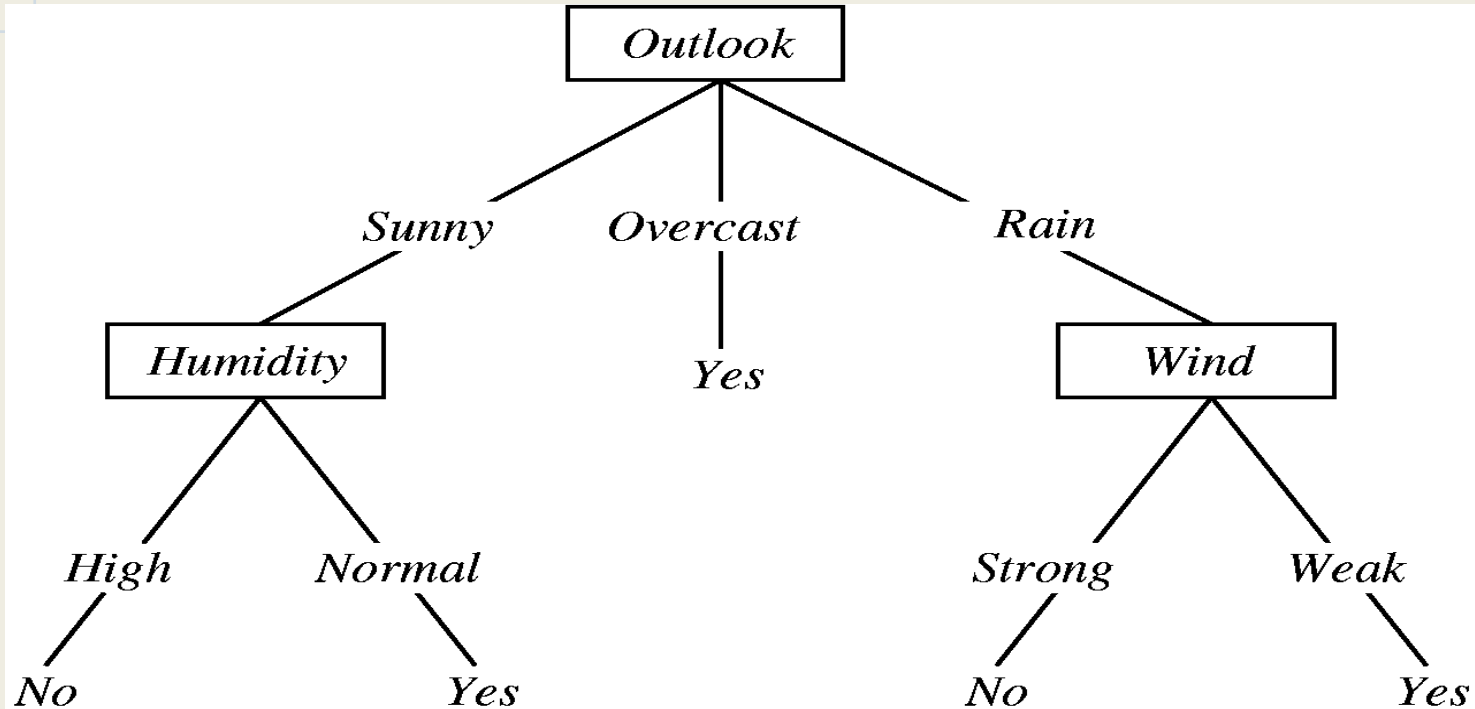 Outlook
Sunny Overcast Rain
Humidity Yes Wind
High Normal Strong Weak
No Yes No Yes